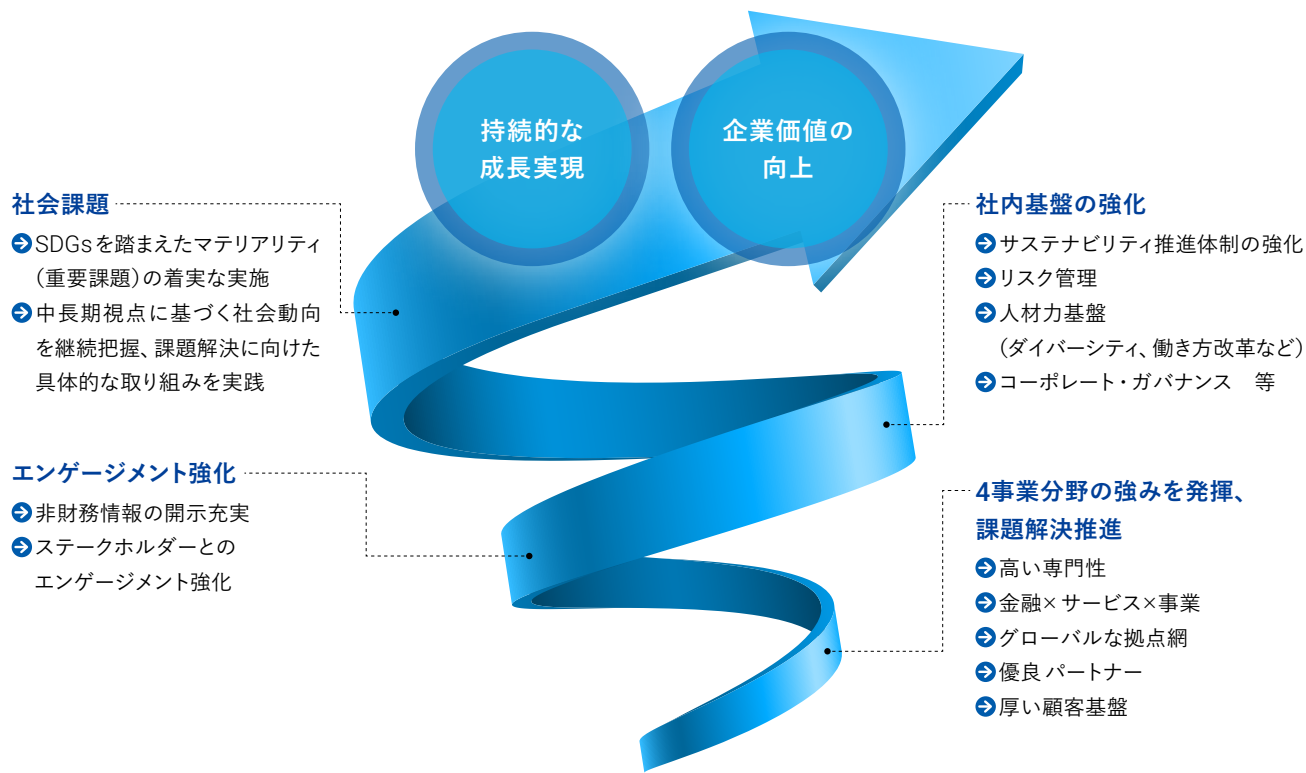 持続的な
成長実現
企業価値の
向上
社会課題
SDGsを踏まえたマテリアリティ
（重要課題）の着実な実施
中長期視点に基づく社会動向
を継続把握、課題解決に向けた
具体的な取り組みを実践
エンゲージメント強化
非財務情報の開示充実
ステークホルダーとの
エンゲージメント強化
社内基盤の強化
サステナビリティ推進体制の強化
リスク管理
人材力基盤
（ダイバーシティ、働き方改革など）
コーポレート・ガバナンス　等
4事業分野の強みを発揮、
課題解決推進
高い専門性
金融×サービス×事業
グローバルな拠点網
優良パートナー
厚い顧客基盤